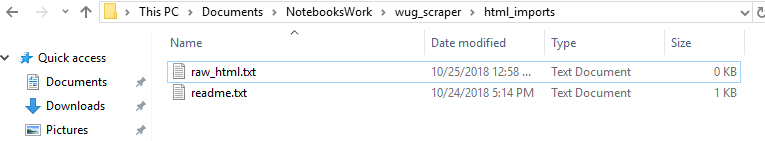 This PC > Documents > NotebooksWork > wug_scraper > html_imports
Name Date modified Type Size
Quick access
raw_html.txt 10/25/2018 12:58 ... Text Document 0 KB
Documents
readme.txt 10/24/2018 5:14 PM Text Document 1 KB
Downloads
Pictures